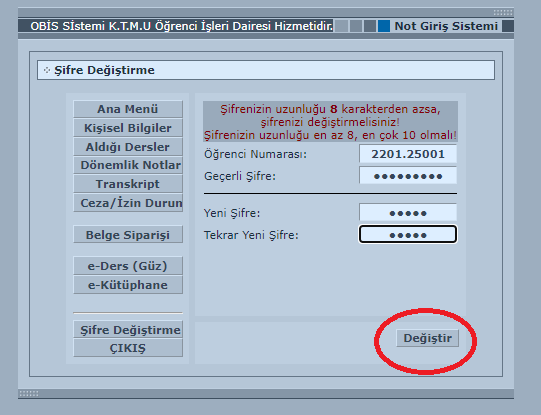 OBİS Sİstemi K.T.M.U Öğrenci İşleri Dairesi Hizmetidir.
Not Giriş Sistemi
Şifre Değiştirme
Ana Menü
Kişisel Bilgiler
Aldığı Dersler
Dönemlik Notlar
Transkript
Ceza/İzin Durun
Belge Siparişi
e-Ders (Güz)
e-Kütüphane
Şifre Değiştirme
ÇIKIŞ
Şifrenizin uzunluğu 8 karakterden azsa,
şifrenizi değiştirmelisiniz!
Şifrenizin uzunluğu en az 8, en çok 10 olmalı!
Öğrenci Numarası: 2201.25001
Geçerli Şifre: ●●●●●●●●●
Yeni Şifre: ●●●●●
Tekrar Yeni Şifre: ●●●●●
Değiştir